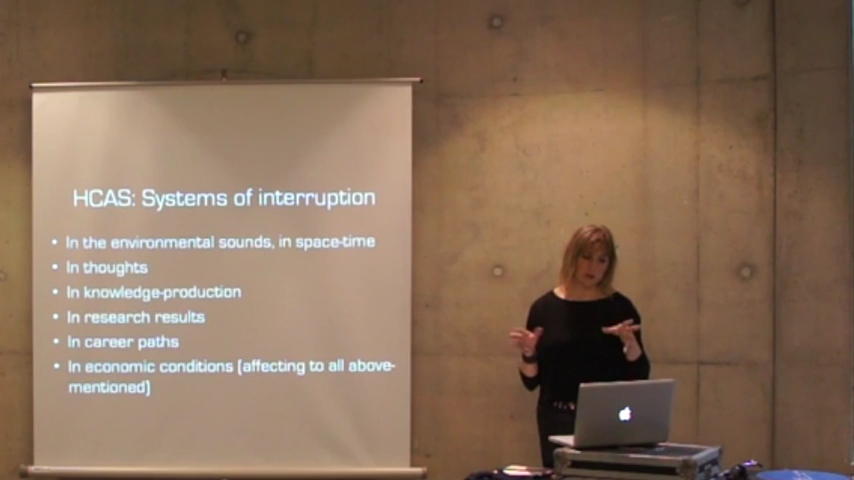 HCAS: Systems of interruption
• In the environmental sounds, in space-time
• In thoughts
• In knowledge-production
• In research results
• In career paths
• In economic conditions (affecting to all above-
mentioned)